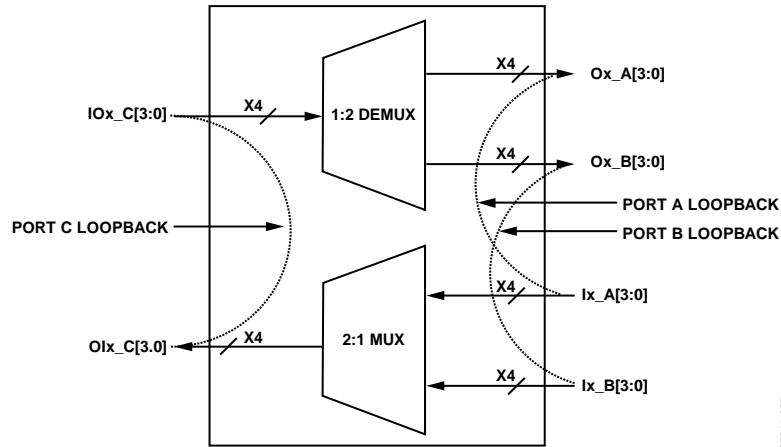 X4
Ox_A[3:0]
IOx_C[3:0]
X4
1:2 DEMUX
X4
Ox_B[3:0]
PORT A LOOPBACK
PORT C LOOPBACK
PORT B LOOPBACK
X4
Ix_A[3:0]
OIx_C[3.0]
X4
2:1 MUX
X4
Ix_B[3:0]